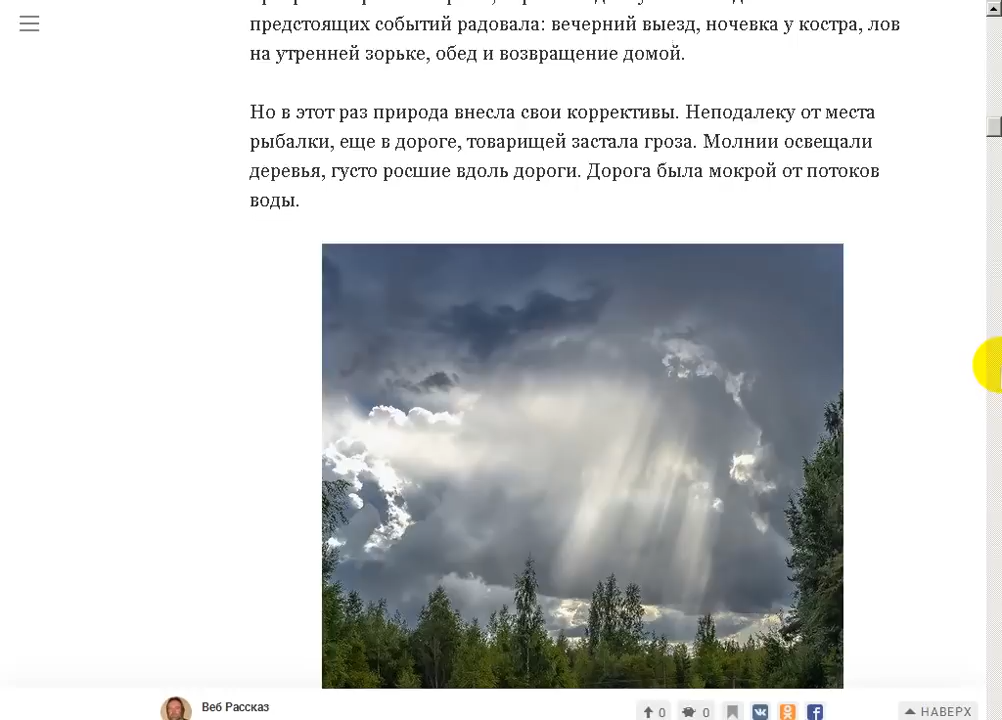 предстоящих событий радовала: вечерний выезд, ночевка у костра, лов
на утренней зорьке, обед и возвращение домой.
Но в этот раз природа внесла свои коррективы. Неподалеку от места
рыбалки, еще в дороге, товарищей застала гроза. Молнии освещали
деревья, густо росшие вдоль дороги. Дорога была мокрой от потоков
воды.
Веб Рассказ
0
0
НАВЕРХ